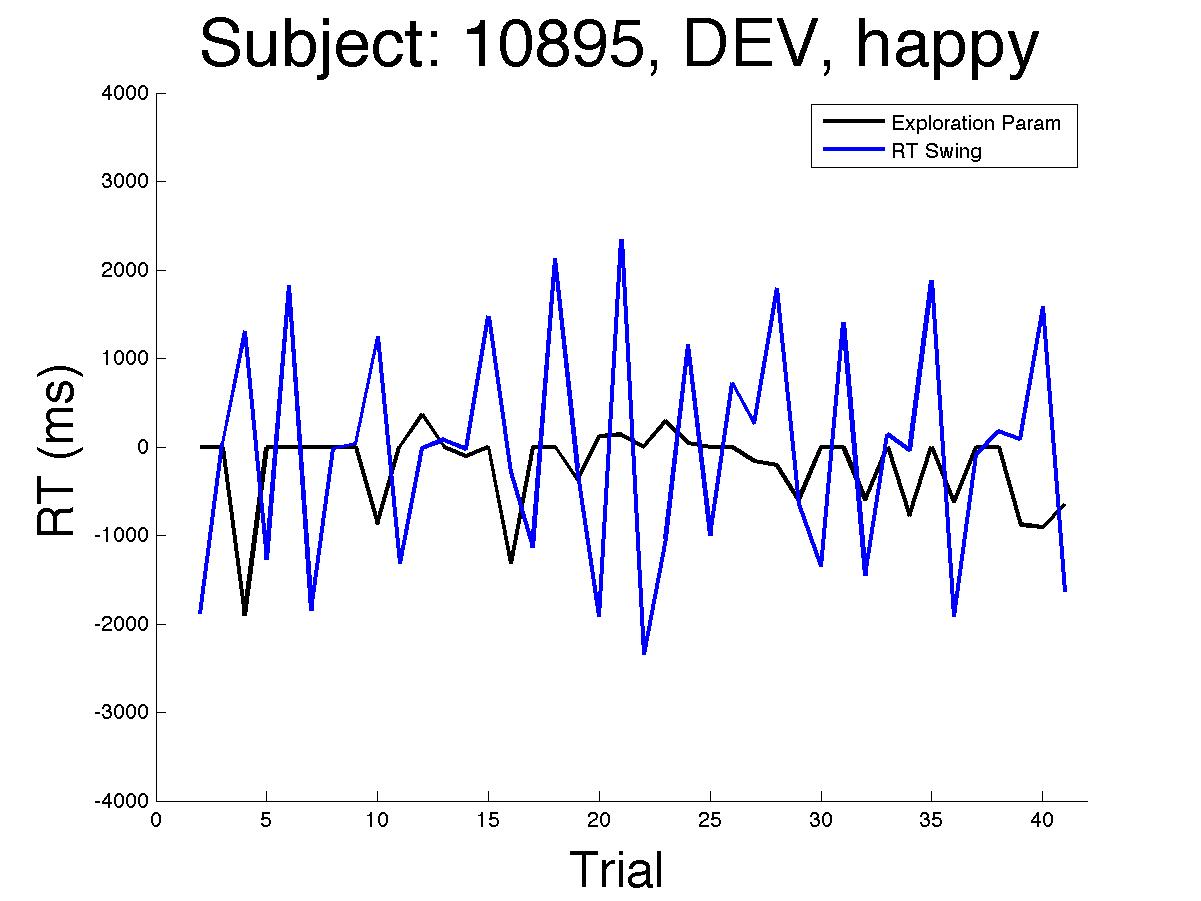 Subject: 10895, DEV, happy
4000
Exploration Param
RT Swing
3000
2000
1000
0
-1000
-2000
-3000
-4000
RT (ms)
0 5 10 15 20 25 30 35 40
Trial